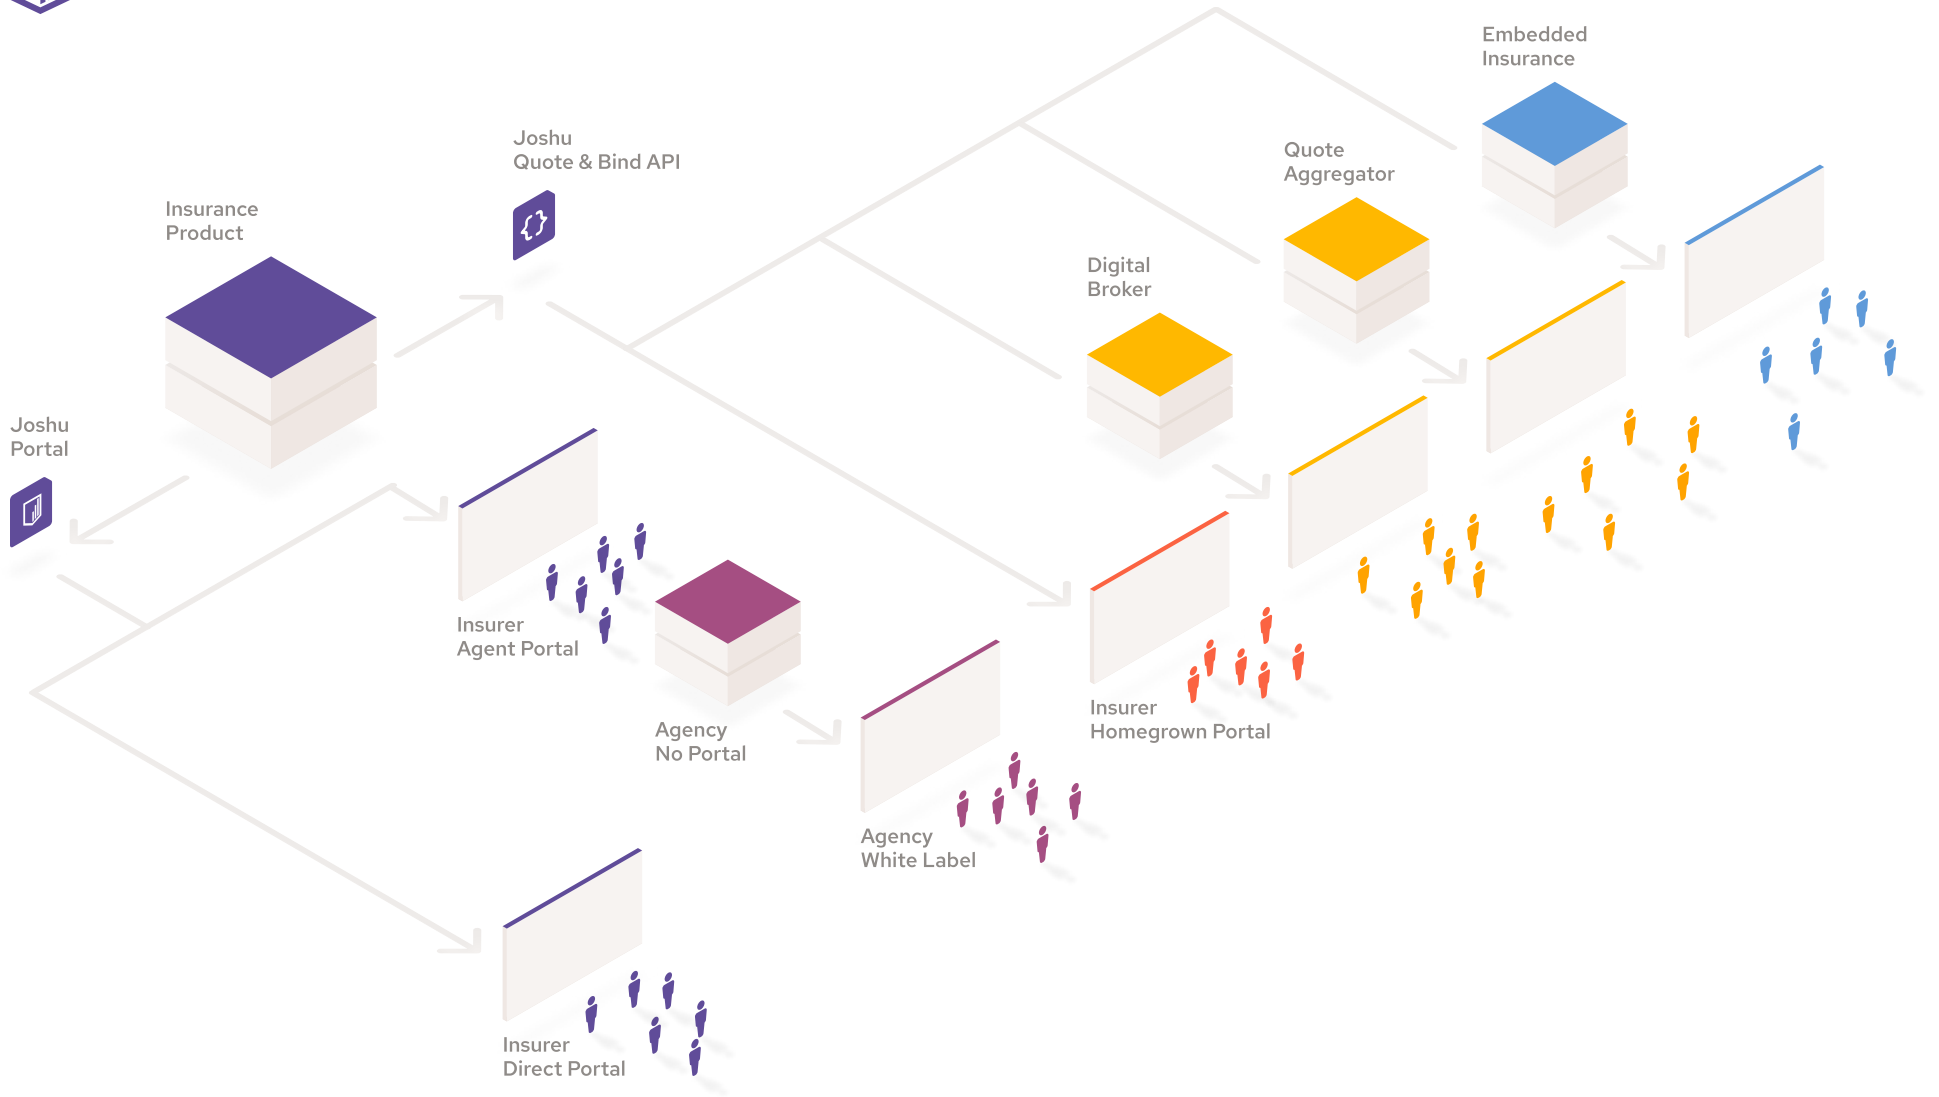 Embedded
Insurance
Joshu
Quote & Bind API
Quote
Aggregator
Insurance
Product
Digital
Broker
Joshu
Portal
Insurer
Agent Portal
Agency
No Portal
Insurer
Homegrown Portal
Agency
White Label
Insurer
Direct Portal